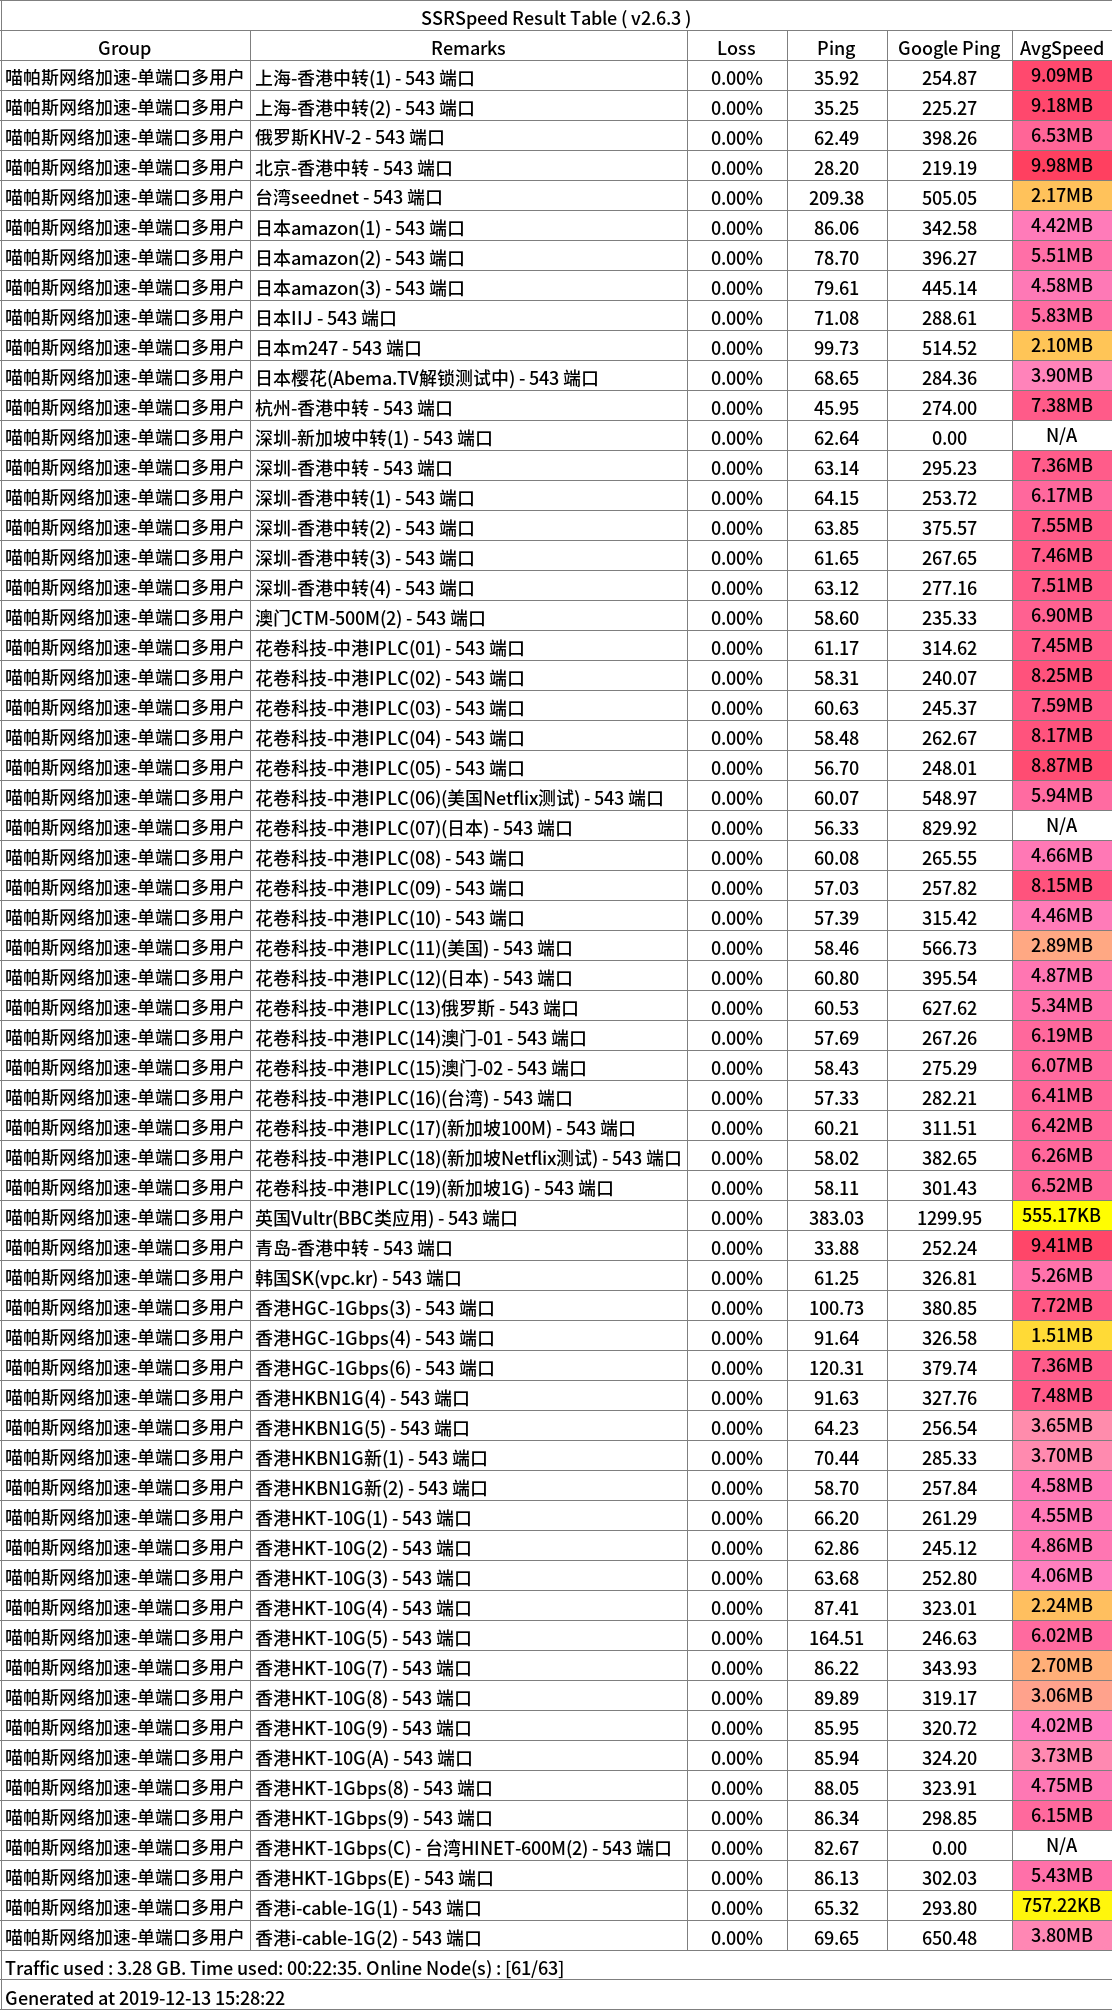 SSRSpeed Result Table ( v2.6.3 )
Group Remarks Loss Ping Google Ping AvgSpeed
喵帕斯网络加速-单端口多用户 上海-香港中转(1) - 543 端口 0.00% 35.92 254.87 9.09MB
喵帕斯网络加速-单端口多用户 上海-香港中转(2) - 543 端口 0.00% 35.25 225.27 9.18MB
喵帕斯网络加速-单端口多用户 俄罗斯KHV-2 - 543 端口 0.00% 62.49 398.26 6.53MB
喵帕斯网络加速-单端口多用户 北京-香港中转 - 543 端口 0.00% 28.20 219.19 9.98MB
喵帕斯网络加速-单端口多用户 台湾seednet - 543 端口 0.00% 209.38 505.05 2.17MB
喵帕斯网络加速-单端口多用户 日本amazon(1) - 543 端口 0.00% 86.06 342.58 4.42MB
喵帕斯网络加速-单端口多用户 日本amazon(2) - 543 端口 0.00% 78.70 396.27 5.51MB
喵帕斯网络加速-单端口多用户 日本amazon(3) - 543 端口 0.00% 79.61 445.14 4.58MB
喵帕斯网络加速-单端口多用户 日本IIJ - 543 端口 0.00% 71.08 288.61 5.83MB
喵帕斯网络加速-单端口多用户 日本m247 - 543 端口 0.00% 99.73 514.52 2.10MB
喵帕斯网络加速-单端口多用户 日本樱花(Abema.TV解锁测试中) - 543 端口 0.00% 68.65 284.36 3.90MB
喵帕斯网络加速-单端口多用户 杭州-香港中转 - 543 端口 0.00% 45.95 274.00 7.38MB
喵帕斯网络加速-单端口多用户 深圳-新加坡中转(1) - 543 端口 0.00% 62.64 0.00 N/A
喵帕斯网络加速-单端口多用户 深圳-香港中转 - 543 端口 0.00% 63.14 295.23 7.36MB
喵帕斯网络加速-单端口多用户 深圳-香港中转(1) - 543 端口 0.00% 64.15 253.72 6.17MB
喵帕斯网络加速-单端口多用户 深圳-香港中转(2) - 543 端口 0.00% 63.85 375.57 7.55MB
喵帕斯网络加速-单端口多用户 深圳-香港中转(3) - 543 端口 0.00% 61.65 267.65 7.46MB
喵帕斯网络加速-单端口多用户 深圳-香港中转(4) - 543 端口 0.00% 63.12 277.16 7.51MB
喵帕斯网络加速-单端口多用户 澳门CTM-500M(2) - 543 端口 0.00% 58.60 235.33 6.90MB
喵帕斯网络加速-单端口多用户 花卷科技-中港IPLC(01) - 543 端口 0.00% 61.17 314.62 7.45MB
喵帕斯网络加速-单端口多用户 花卷科技-中港IPLC(02) - 543 端口 0.00% 58.31 240.07 8.25MB
喵帕斯网络加速-单端口多用户 花卷科技-中港IPLC(03) - 543 端口 0.00% 60.63 245.37 7.59MB
喵帕斯网络加速-单端口多用户 花卷科技-中港IPLC(04) - 543 端口 0.00% 58.48 262.67 8.17MB
喵帕斯网络加速-单端口多用户 花卷科技-中港IPLC(05) - 543 端口 0.00% 56.70 248.01 8.87MB
喵帕斯网络加速-单端口多用户 花卷科技-中港IPLC(06)(美国Netflix测试) - 543 端口 0.00% 60.07 548.97 5.94MB
喵帕斯网络加速-单端口多用户 花卷科技-中港IPLC(07)(日本) - 543 端口 0.00% 56.33 829.92 N/A
喵帕斯网络加速-单端口多用户 花卷科技-中港IPLC(08) - 543 端口 0.00% 60.08 265.55 4.66MB
喵帕斯网络加速-单端口多用户 花卷科技-中港IPLC(09) - 543 端口 0.00% 57.03 257.82 8.15MB
喵帕斯网络加速-单端口多用户 花卷科技-中港IPLC(10) - 543 端口 0.00% 57.39 315.42 4.46MB
喵帕斯网络加速-单端口多用户 花卷科技-中港IPLC(11)(美国) - 543 端口 0.00% 58.46 566.73 2.89MB
喵帕斯网络加速-单端口多用户 花卷科技-中港IPLC(12)(日本) - 543 端口 0.00% 60.80 395.54 4.87MB
喵帕斯网络加速-单端口多用户 花卷科技-中港IPLC(13)俄罗斯 - 543 端口 0.00% 60.53 627.62 5.34MB
喵帕斯网络加速-单端口多用户 花卷科技-中港IPLC(14)澳门-01 - 543 端口 0.00% 57.69 267.26 6.19MB
喵帕斯网络加速-单端口多用户 花卷科技-中港IPLC(15)澳门-02 - 543 端口 0.00% 58.43 275.29 6.07MB
喵帕斯网络加速-单端口多用户 花卷科技-中港IPLC(16)(台湾) - 543 端口 0.00% 57.33 282.21 6.41MB
喵帕斯网络加速-单端口多用户 花卷科技-中港IPLC(17)(新加坡100M) - 543 端口 0.00% 60.21 311.51 6.42MB
喵帕斯网络加速-单端口多用户 花卷科技-中港IPLC(18)(新加坡Netflix测试) - 543 端口 0.00% 58.02 382.65 6.26MB
喵帕斯网络加速-单端口多用户 花卷科技-中港IPLC(19)(新加坡1G) - 543 端口 0.00% 58.11 301.43 6.52MB
喵帕斯网络加速-单端口多用户 英国Vultr(BBC类应用) - 543 端口 0.00% 383.03 1299.95 555.17KB
喵帕斯网络加速-单端口多用户 青岛-香港中转 - 543 端口 0.00% 33.88 252.24 9.41MB
喵帕斯网络加速-单端口多用户 韩国SK(vpc.kr) - 543 端口 0.00% 61.25 326.81 5.26MB
喵帕斯网络加速-单端口多用户 香港HGC-1Gbps(3) - 543 端口 0.00% 100.73 380.85 7.72MB
喵帕斯网络加速-单端口多用户 香港HGC-1Gbps(4) - 543 端口 0.00% 91.64 326.58 1.51MB
喵帕斯网络加速-单端口多用户 香港HGC-1Gbps(6) - 543 端口 0.00% 120.31 379.74 7.36MB
喵帕斯网络加速-单端口多用户 香港HKBN1G(4) - 543 端口 0.00% 91.63 327.76 7.48MB
喵帕斯网络加速-单端口多用户 香港HKBN1G(5) - 543 端口 0.00% 64.23 256.54 3.65MB
喵帕斯网络加速-单端口多用户 香港HKBN1G新(1) - 543 端口 0.00% 70.44 285.33 3.70MB
喵帕斯网络加速-单端口多用户 香港HKBN1G新(2) - 543 端口 0.00% 58.70 257.84 4.58MB
喵帕斯网络加速-单端口多用户 香港HKT-10G(1) - 543 端口 0.00% 66.20 261.29 4.55MB
喵帕斯网络加速-单端口多用户 香港HKT-10G(2) - 543 端口 0.00% 62.86 245.12 4.86MB
喵帕斯网络加速-单端口多用户 香港HKT-10G(3) - 543 端口 0.00% 63.68 252.80 4.06MB
喵帕斯网络加速-单端口多用户 香港HKT-10G(4) - 543 端口 0.00% 87.41 323.01 2.24MB
喵帕斯网络加速-单端口多用户 香港HKT-10G(5) - 543 端口 0.00% 164.51 246.63 6.02MB
喵帕斯网络加速-单端口多用户 香港HKT-10G(7) - 543 端口 0.00% 86.22 343.93 2.70MB
喵帕斯网络加速-单端口多用户 香港HKT-10G(8) - 543 端口 0.00% 89.89 319.17 3.06MB
喵帕斯网络加速-单端口多用户 香港HKT-10G(9) - 543 端口 0.00% 85.95 320.72 4.02MB
喵帕斯网络加速-单端口多用户 香港HKT-10G(A) - 543 端口 0.00% 85.94 324.20 3.73MB
喵帕斯网络加速-单端口多用户 香港HKT-1Gbps(8) - 543 端口 0.00% 88.05 323.91 4.75MB
喵帕斯网络加速-单端口多用户 香港HKT-1Gbps(9) - 543 端口 0.00% 86.34 298.85 6.15MB
喵帕斯网络加速-单端口多用户 香港HKT-1Gbps(C) - 台湾HINET-600M(2) - 543 端口 0.00% 82.67 0.00 N/A
喵帕斯网络加速-单端口多用户 香港HKT-1Gbps(E) - 543 端口 0.00% 86.13 302.03 5.43MB
喵帕斯网络加速-单端口多用户 香港i-cable-1G(1) - 543 端口 0.00% 65.32 293.80 757.22KB
喵帕斯网络加速-单端口多用户 香港i-cable-1G(2) - 543 端口 0.00% 69.65 650.48 3.80MB
Traffic used : 3.28 GB. Time used: 00:22:35. Online Node(s) : [61/63]
Generated at 2019-12-13 15:28:22